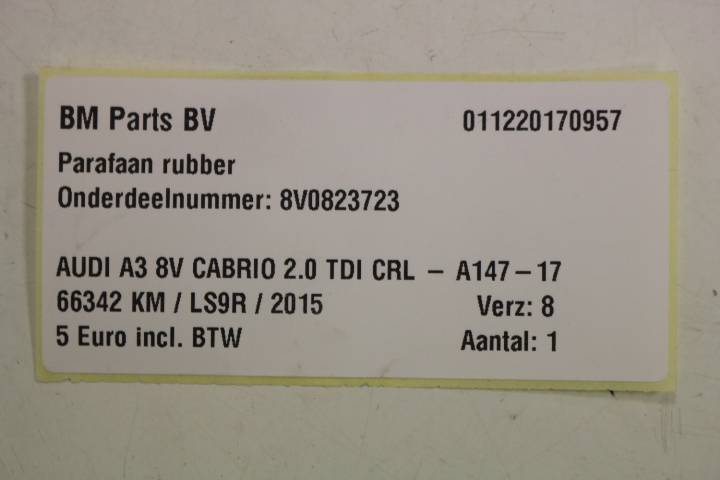 BM Parts BV 011220170957
Parafaan rubber
Onderdeelnummer: 8V0823723
AUDI A3 8V CABRIO 2.0 TDI CRL – A147–17
66342 KM / LS9R / 2015 Verz: 8
5 Euro incl. BTW Aantal: 1